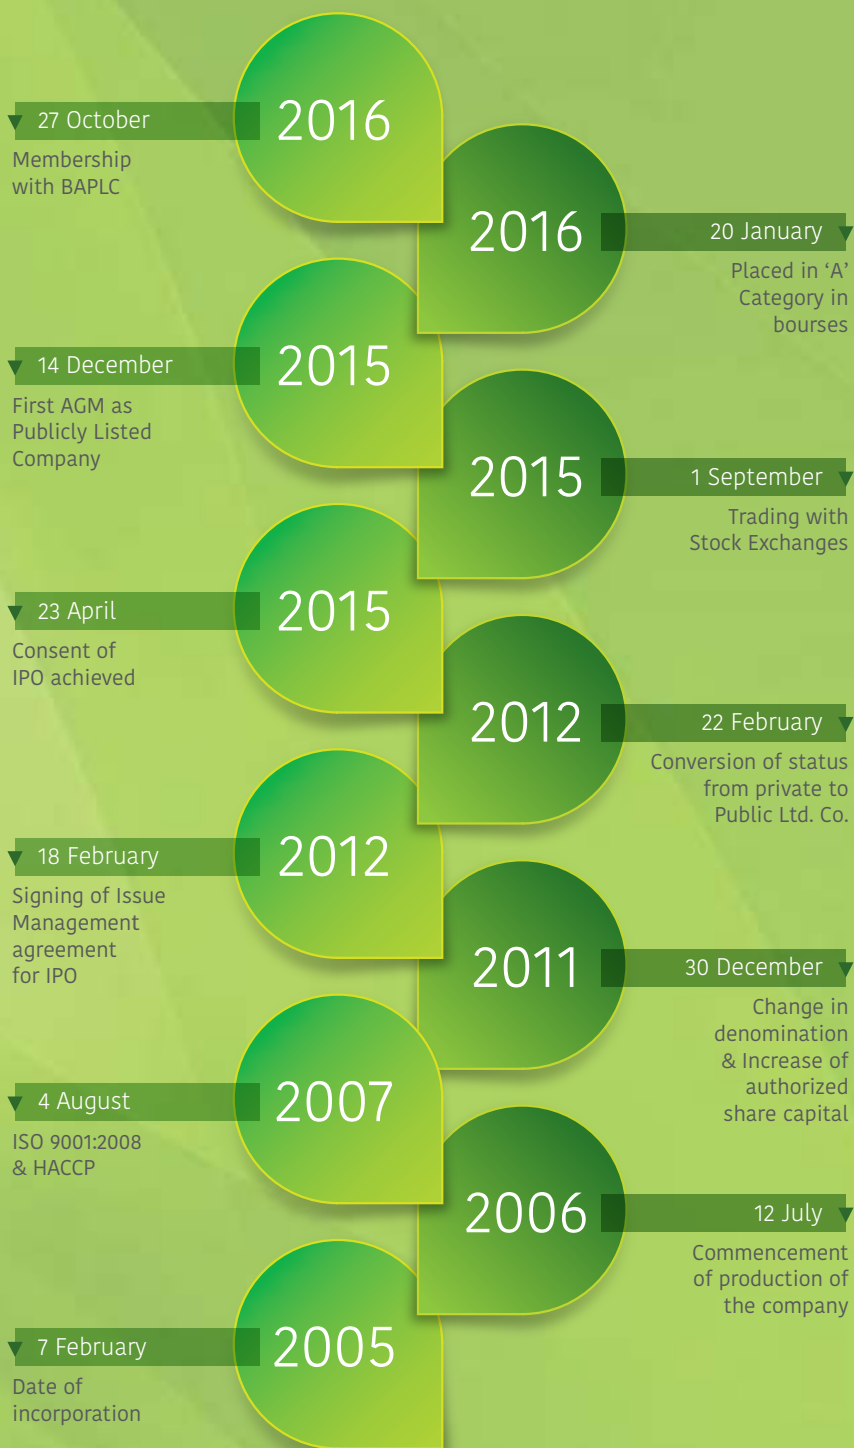 2016
27 October
Membership
with BAPLC
2016
20 January
Placed in ‘A’
Category in
bourses
2015
14 December
First AGM as
Publicly Listed
Company
2015
1 September
Trading with
Stock Exchanges
2015
23 April
Consent of
IPO achieved
2012
22 February
Conversion of status
from private to
Public Ltd. Co.
2012
18 February
Signing of Issue
Management
agreement
for IPO
2011
30 December
Change in
denomination
& Increase of
authorized
share capital
2007
4 August
ISO 9001:2008
& HACCP
2006
12 July
Commencement
of production of
the company
2005
7 February
Date of
incorporation